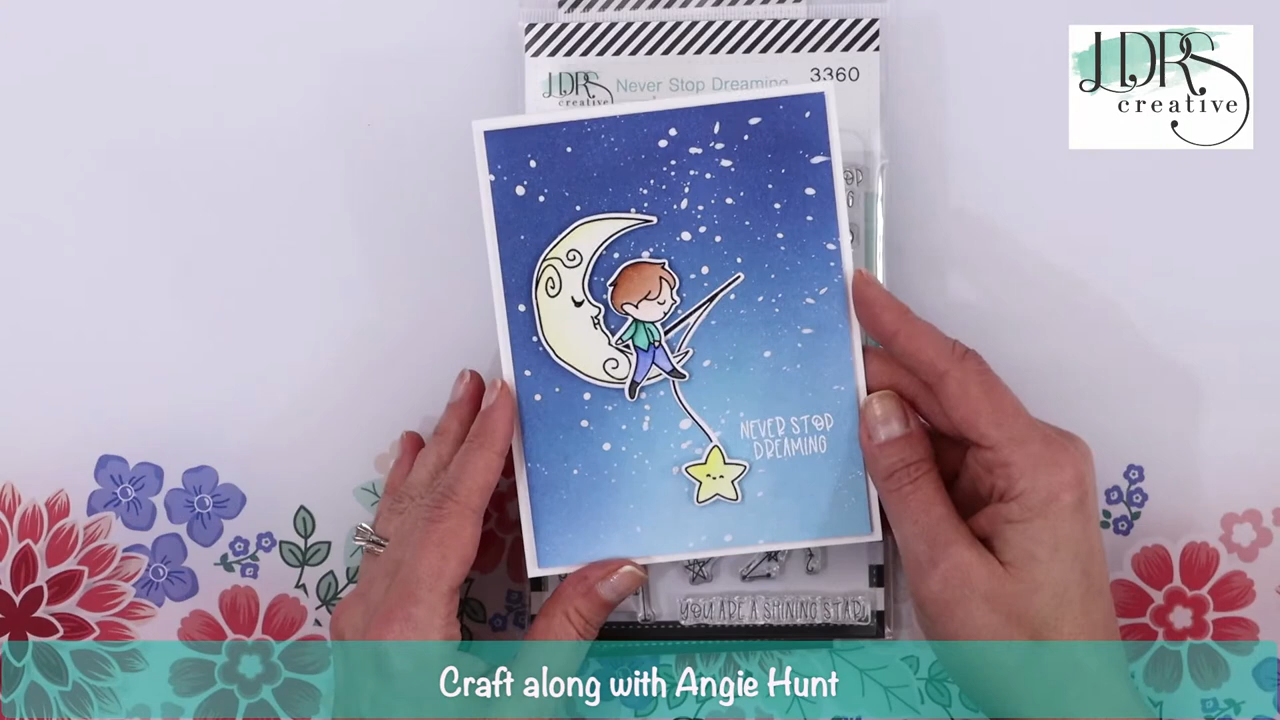 LDRS
creative
Never Stop Dreaming
3360
LDRS
creative
NEVER STOP
DREAMING
YOU ARE A SHINING STAR
Craft along with Angie Hunt